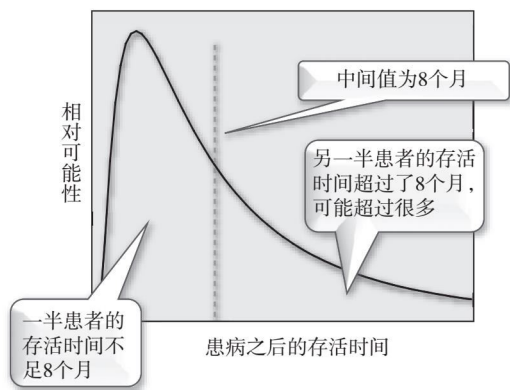 相对可能性
中间值为8个月
另一半患者的存活
时间超过了8个月，
可能超过很多
一半患者的
存活时间不
足8个月
患病之后的存活时间